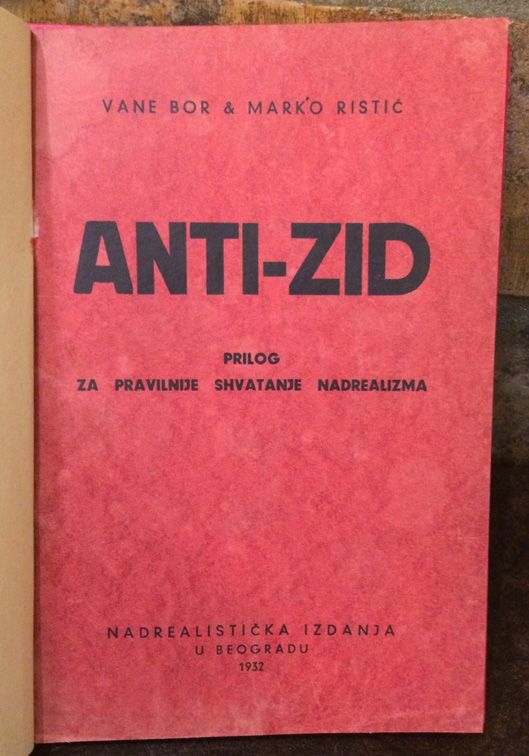 VANE BOR & MARKO RISTIĆ
ANTI-ZID
PRILOG
ZA PRAVILNIJE SHVATANJE NADREALIZMA
NADREALISTIČKA IZDANJA
U BEOGRADU
1932